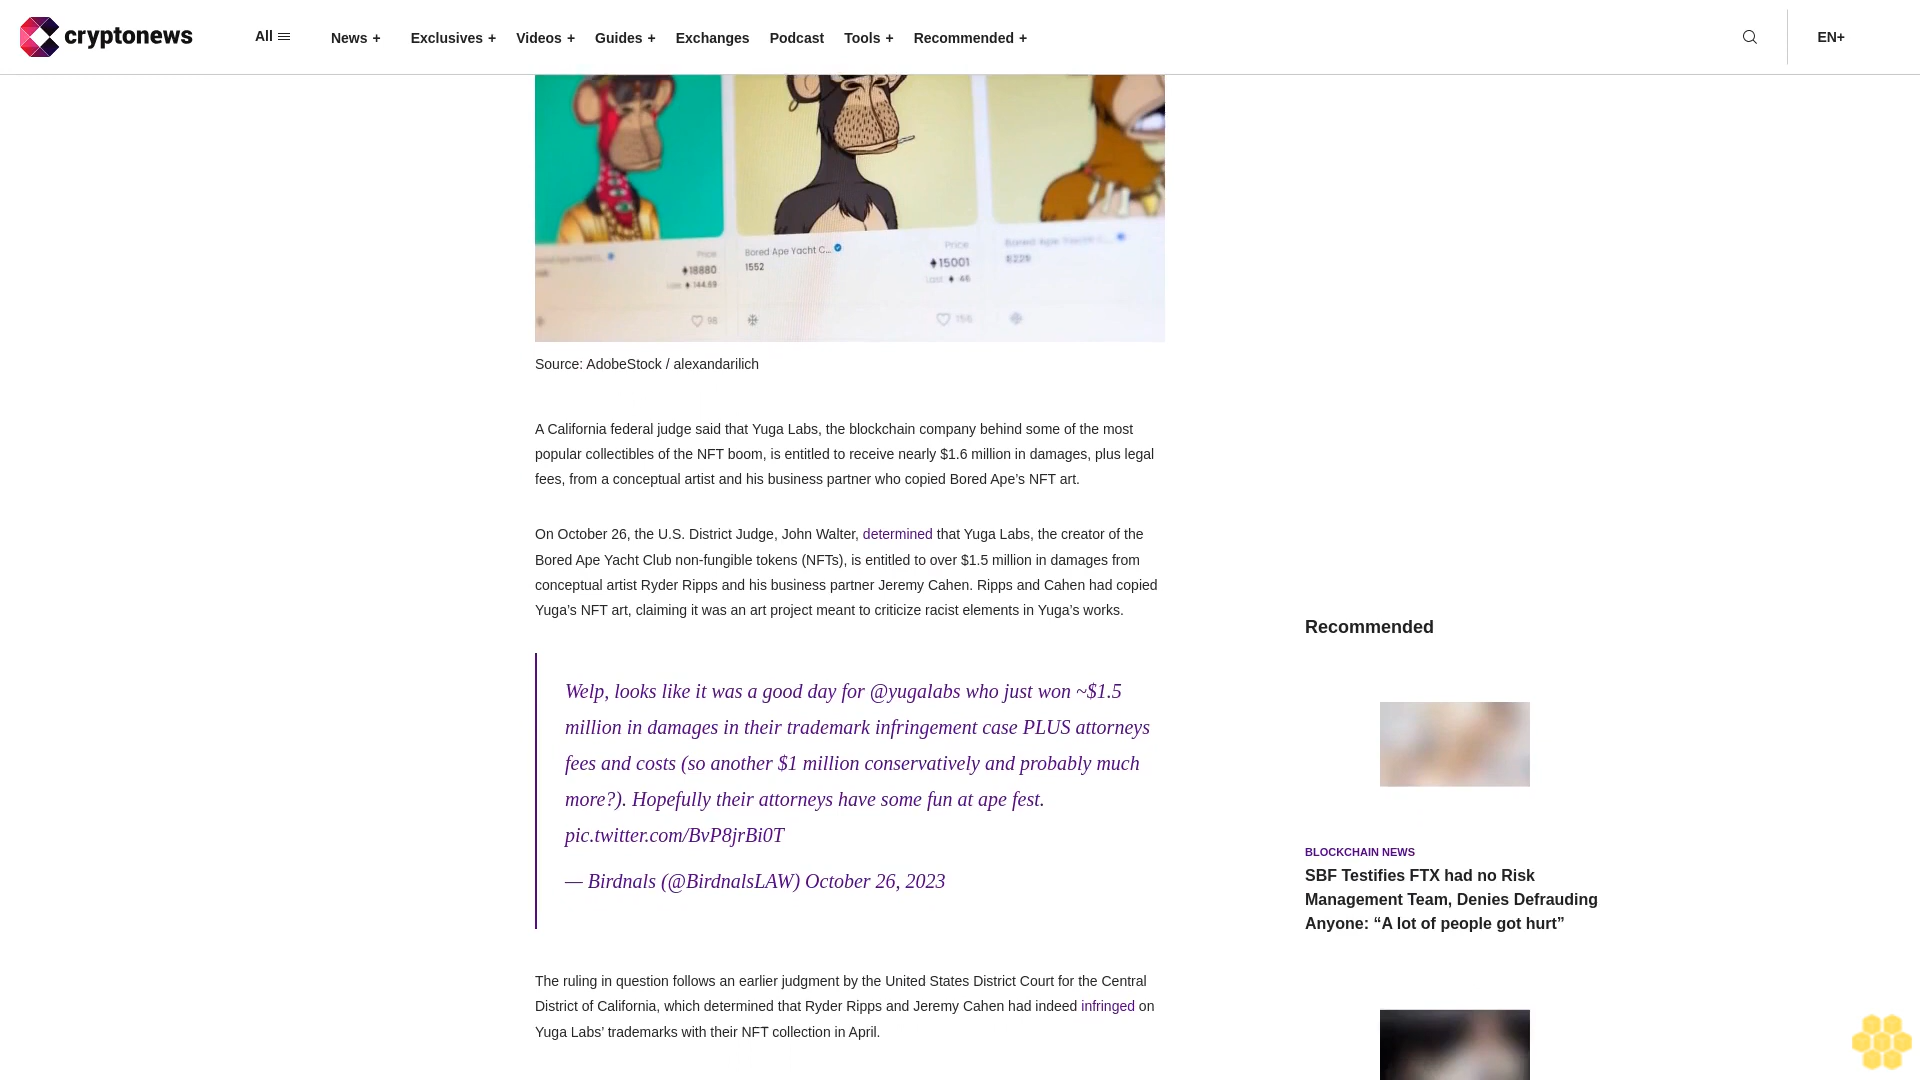 cryptonews
All
News +
Exclusives +
Videos +
Guides +
Exchanges
Podcast
Tools +
Recommended +
EN+
Price
18880
144.69
98
Bored Ape Yacht C...
1552
Price
15001
Last 46
156
Bored Ape Yacht C...
8229
Source: AdobeStock / alexandarilich
A California federal judge said that Yuga Labs, the blockchain company behind some of the most
popular collectibles of the NFT boom, is entitled to receive nearly $1.6 million in damages, plus legal
fees, from a conceptual artist and his business partner who copied Bored Ape’s NFT art.
On October 26, the U.S. District Judge, John Walter, determined that Yuga Labs, the creator of the
Bored Ape Yacht Club non-fungible tokens (NFTs), is entitled to over $1.5 million in damages from
conceptual artist Ryder Ripps and his business partner Jeremy Cahen. Ripps and Cahen had copied
Yuga’s NFT art, claiming it was an art project meant to criticize racist elements in Yuga’s works.
Welp, looks like it was a good day for @yugalabs who just won ~$1.5
million in damages in their trademark infringement case PLUS attorneys
fees and costs (so another $1 million conservatively and probably much
more?). Hopefully their attorneys have some fun at ape fest.
pic.twitter.com/BvP8jrBi0T
— Birdnals (@BirdnalsLAW) October 26, 2023
The ruling in question follows an earlier judgment by the United States District Court for the Central
District of California, which determined that Ryder Ripps and Jeremy Cahen had indeed infringed on
Yuga Labs’ trademarks with their NFT collection in April.
Recommended
BLOCKCHAIN NEWS
SBF Testifies FTX had no Risk
Management Team, Denies Defrauding
Anyone: “A lot of people got hurt”